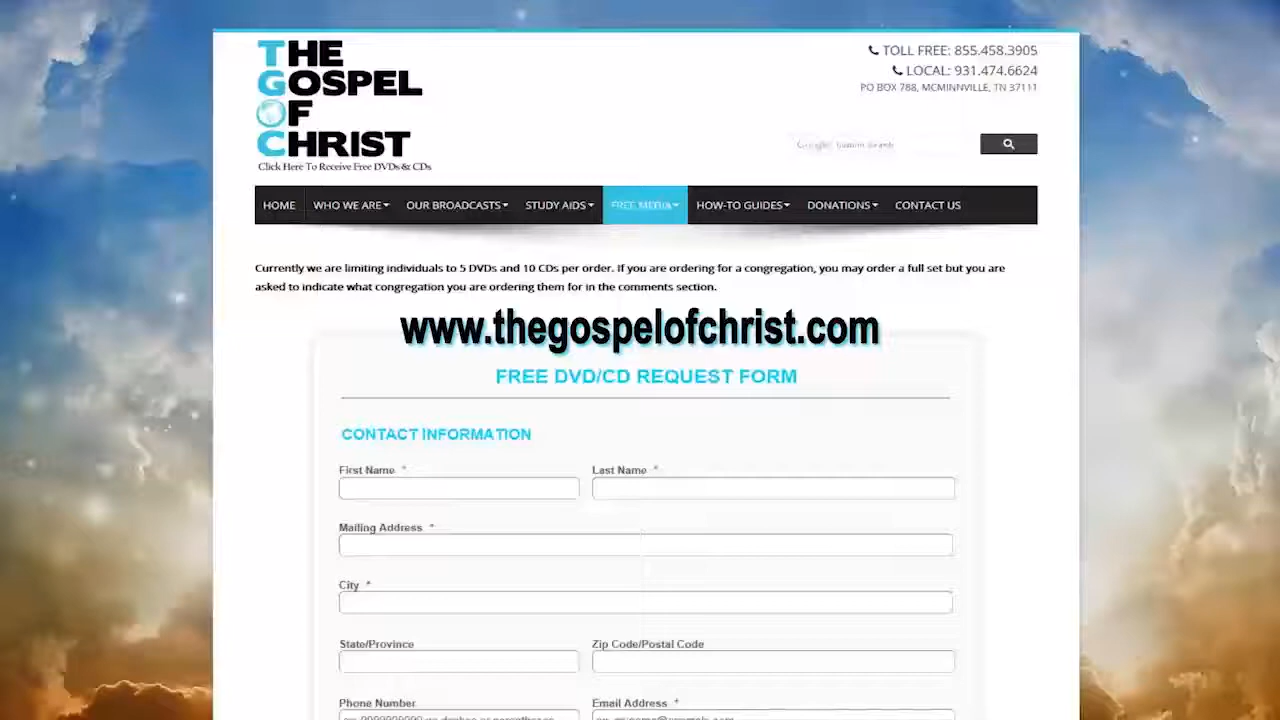 THE
GOSPEL
OF
CHRIST
Click Here To Receive Free DVDs & CDs
TOLL FREE: 855.458.3905
LOCAL: 931.474.6624
PO BOX 788, MCMINNVILLE, TN 37111
Google Custom Search
HOME WHO WE ARE OUR BROADCASTS STUDY AIDS FREE MEDIA HOW-TO GUIDES DONATIONS CONTACT US
Currently we are limiting individuals to 5 DVDs and 10 CDs per order. If you are ordering for a congregation, you may order a full set but you are
asked to indicate what congregation you are ordering them for in the comments section.
www.thegospelofchrist.com
FREE DVD/CD REQUEST FORM
CONTACT INFORMATION
First Name * Last Name *
Mailing Address *
City *
State/Province Zip Code/Postal Code
Phone Number Email Address *